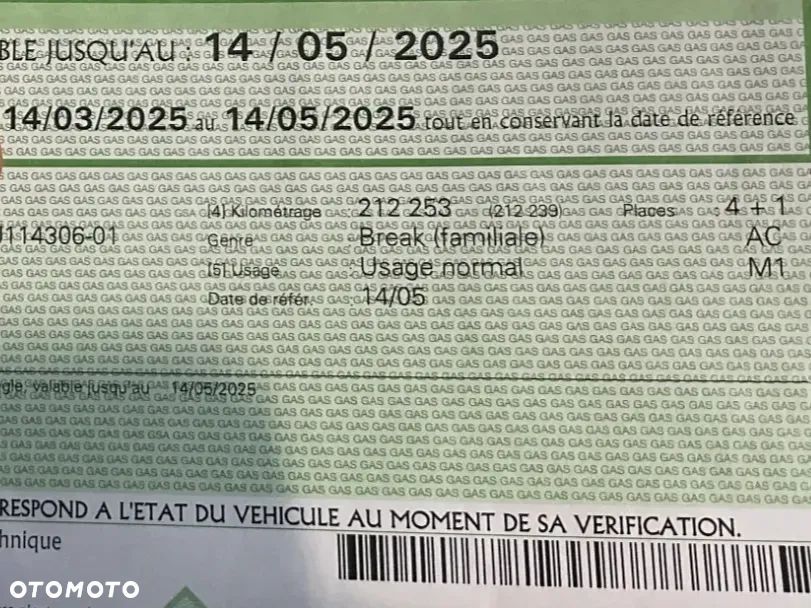 BLE JUSQU'AU : 14 / 05 / 2025
14/03/2025 au 14/05/2025 tout en conservant la date de référence
(4) Kilométrage : 212 253 (212 239) Places : 4 + 1
114306-01 Genre : Break (familiale) AC
(5) Usage : Usage normal M1
Date de référ. : 14/05
gle, valable jusqu'au 14/05/2025
RESPOND A L'ETAT DU VEHICULE AU MOMENT DE SA VERIFICATION.
hnique
OTOMOTO